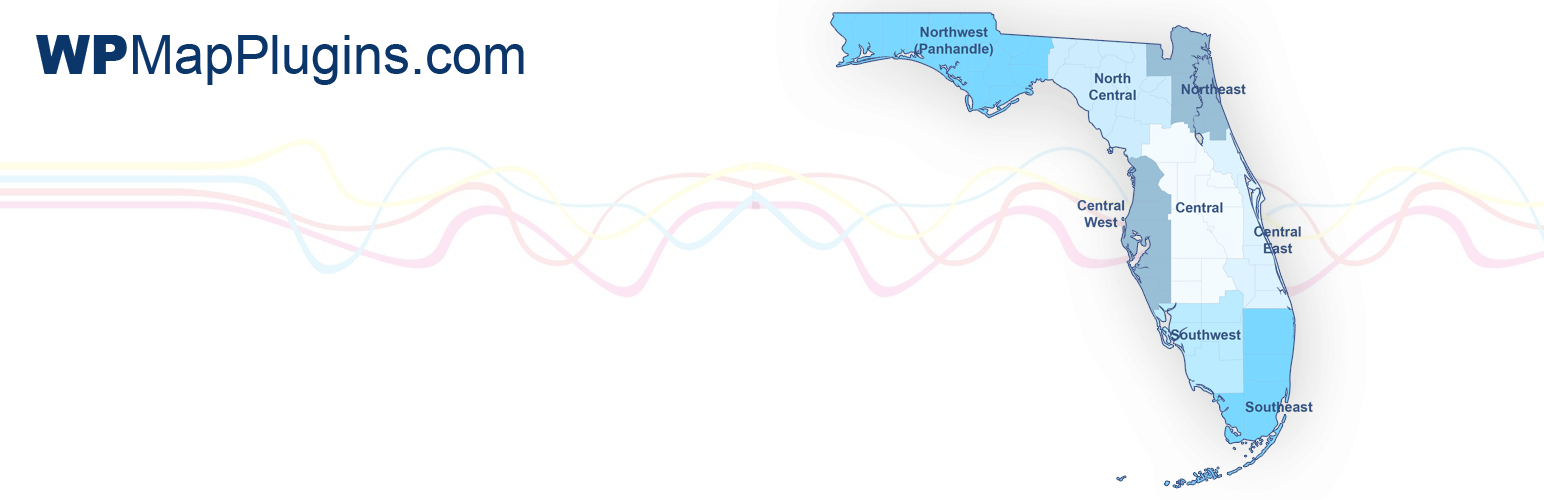 WPMapPlugins.com
Northwest
(Panhandle)
North
Central
Northeast
Central
West
Central
Central
East
Southwest
Southeast